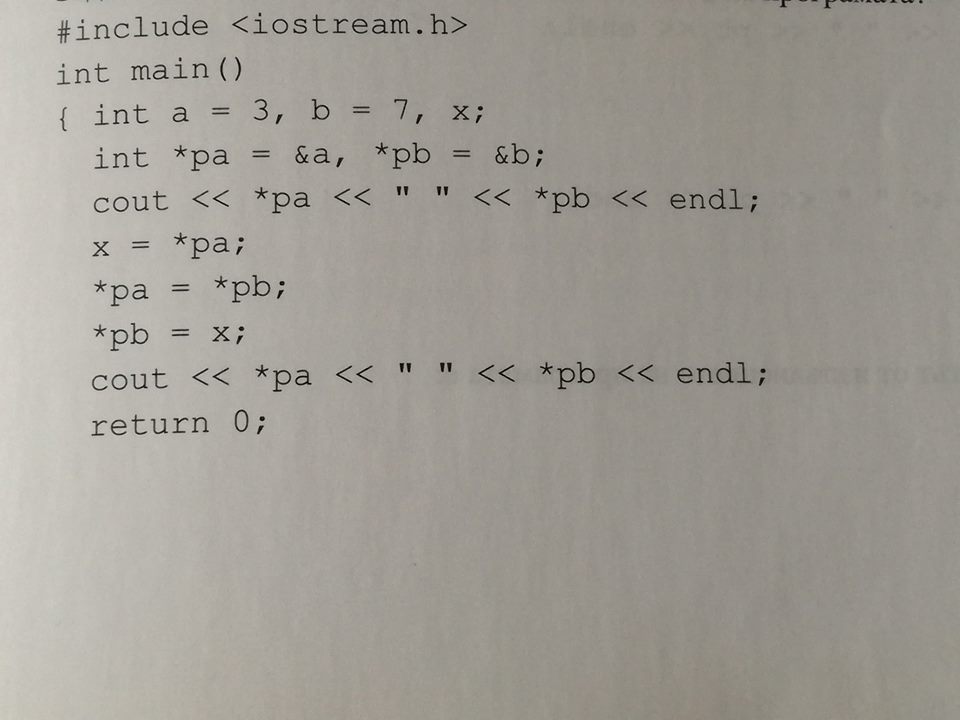 #include <iostream.h>
int main()
{ int a = 3, b = 7, x;
int *pa = &a, *pb = &b;
cout << *pa << " " << *pb << endl;
x = *pa;
*pa = *pb;
*pb = x;
cout << *pa << " " << *pb << endl;
return 0;